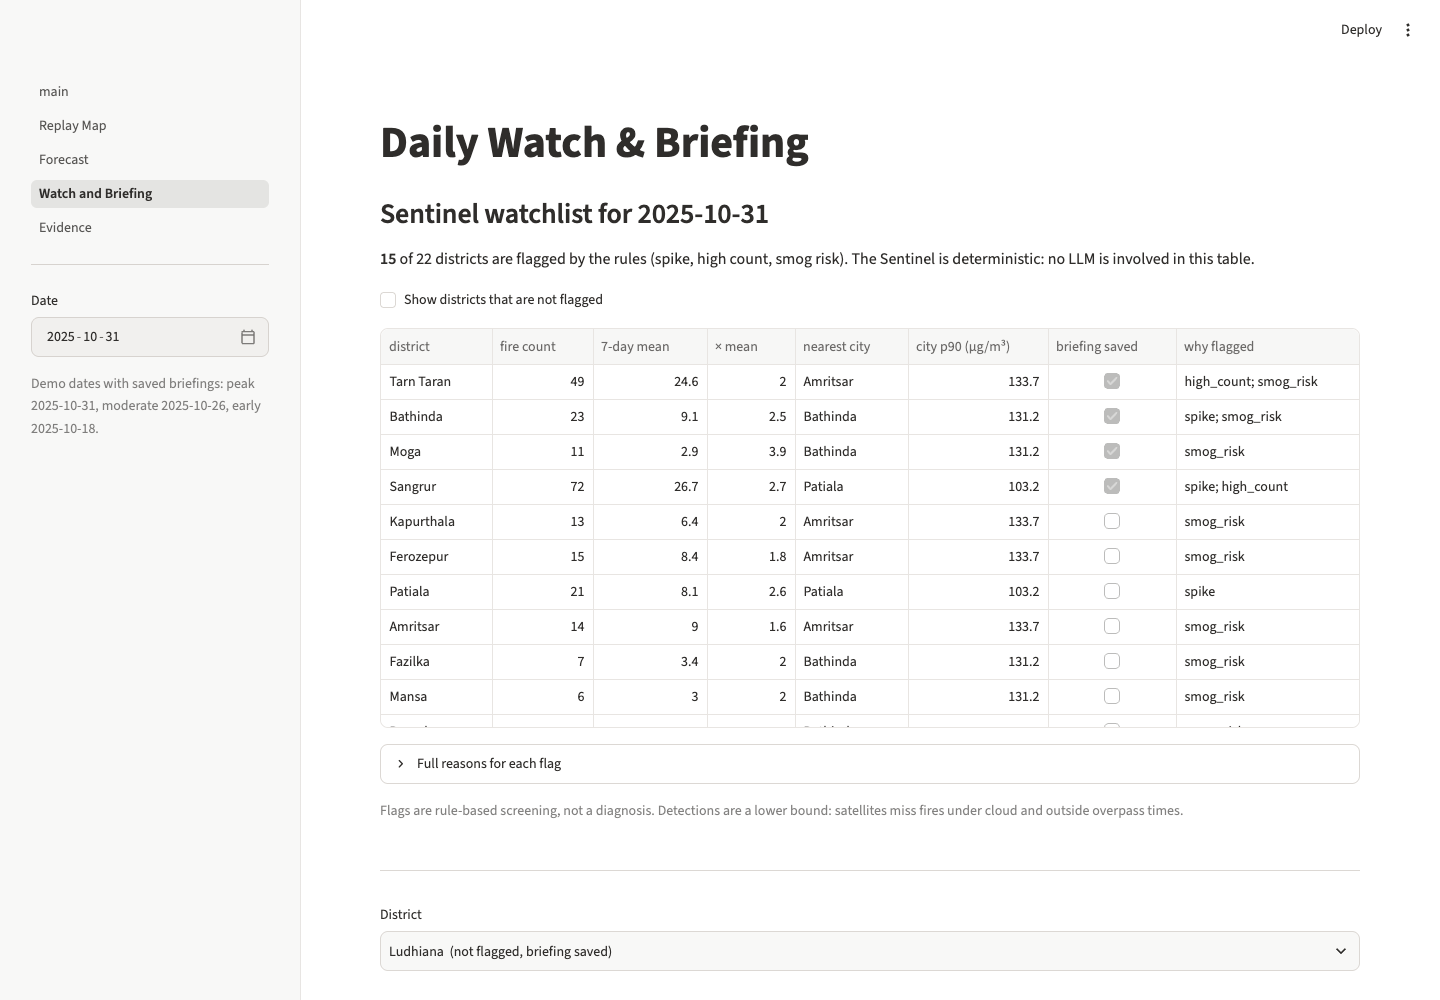 Deploy
main
Replay Map
Forecast
Watch and Briefing
Evidence
Date
2025-10-31
Demo dates with saved briefings: peak
2025-10-31, moderate 2025-10-26, early
2025-10-18.
Daily Watch & Briefing
Sentinel watchlist for 2025-10-31
15 of 22 districts are flagged by the rules (spike, high count, smog risk). The Sentinel is deterministic: no LLM is involved in this table.
Show districts that are not flagged
district fire count 7-day mean × mean nearest city city p90 (µg/m³) briefing saved why flagged
Tarn Taran 49 24.6 2 Amritsar 133.7 high_count; smog_risk
Bathinda 23 9.1 2.5 Bathinda 131.2 spike; smog_risk
Moga 11 2.9 3.9 Bathinda 131.2 smog_risk
Sangrur 72 26.7 2.7 Patiala 103.2 spike; high_count
Kapurthala 13 6.4 2 Amritsar 133.7 smog_risk
Ferozepur 15 8.4 1.8 Amritsar 133.7 smog_risk
Patiala 21 8.1 2.6 Patiala 103.2 spike
Amritsar 14 9 1.6 Amritsar 133.7 smog_risk
Fazilka 7 3.4 2 Bathinda 131.2 smog_risk
Mansa 6 3 2 Bathinda 131.2 smog_risk
Full reasons for each flag
Flags are rule-based screening, not a diagnosis. Detections are a lower bound: satellites miss fires under cloud and outside overpass times.
District
Ludhiana (not flagged, briefing saved)